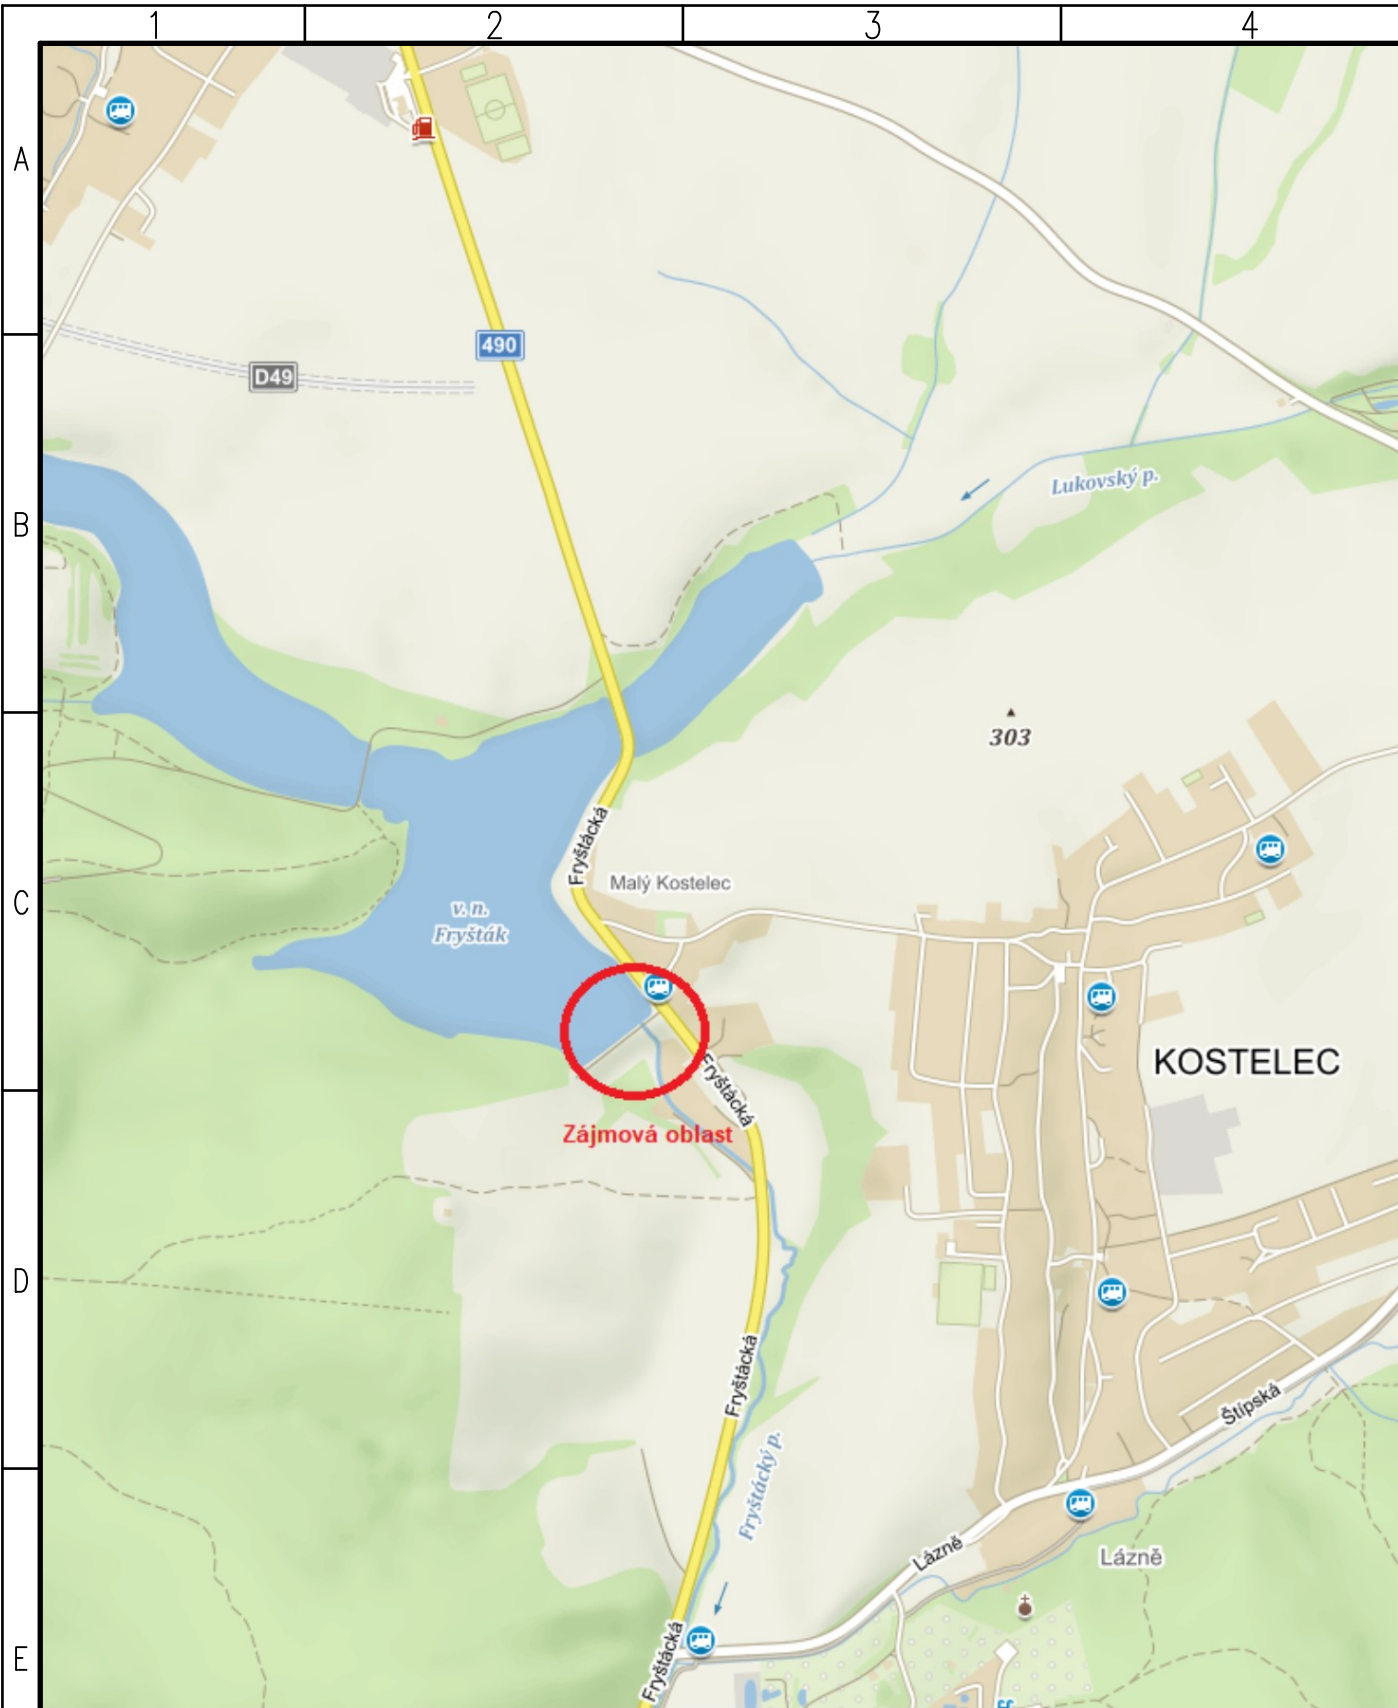 1 2 3 4
A
490
D49
B
Lukovský p.
303
Fryštácká
Malý Kostelec
C
v. n.
Fryšták
KOSTELEC
Fryštácká
Zájmová oblast
D
Fryštácká
Štípská
Fryštácký p.
Lázně
Lázně
E
Fryštácká